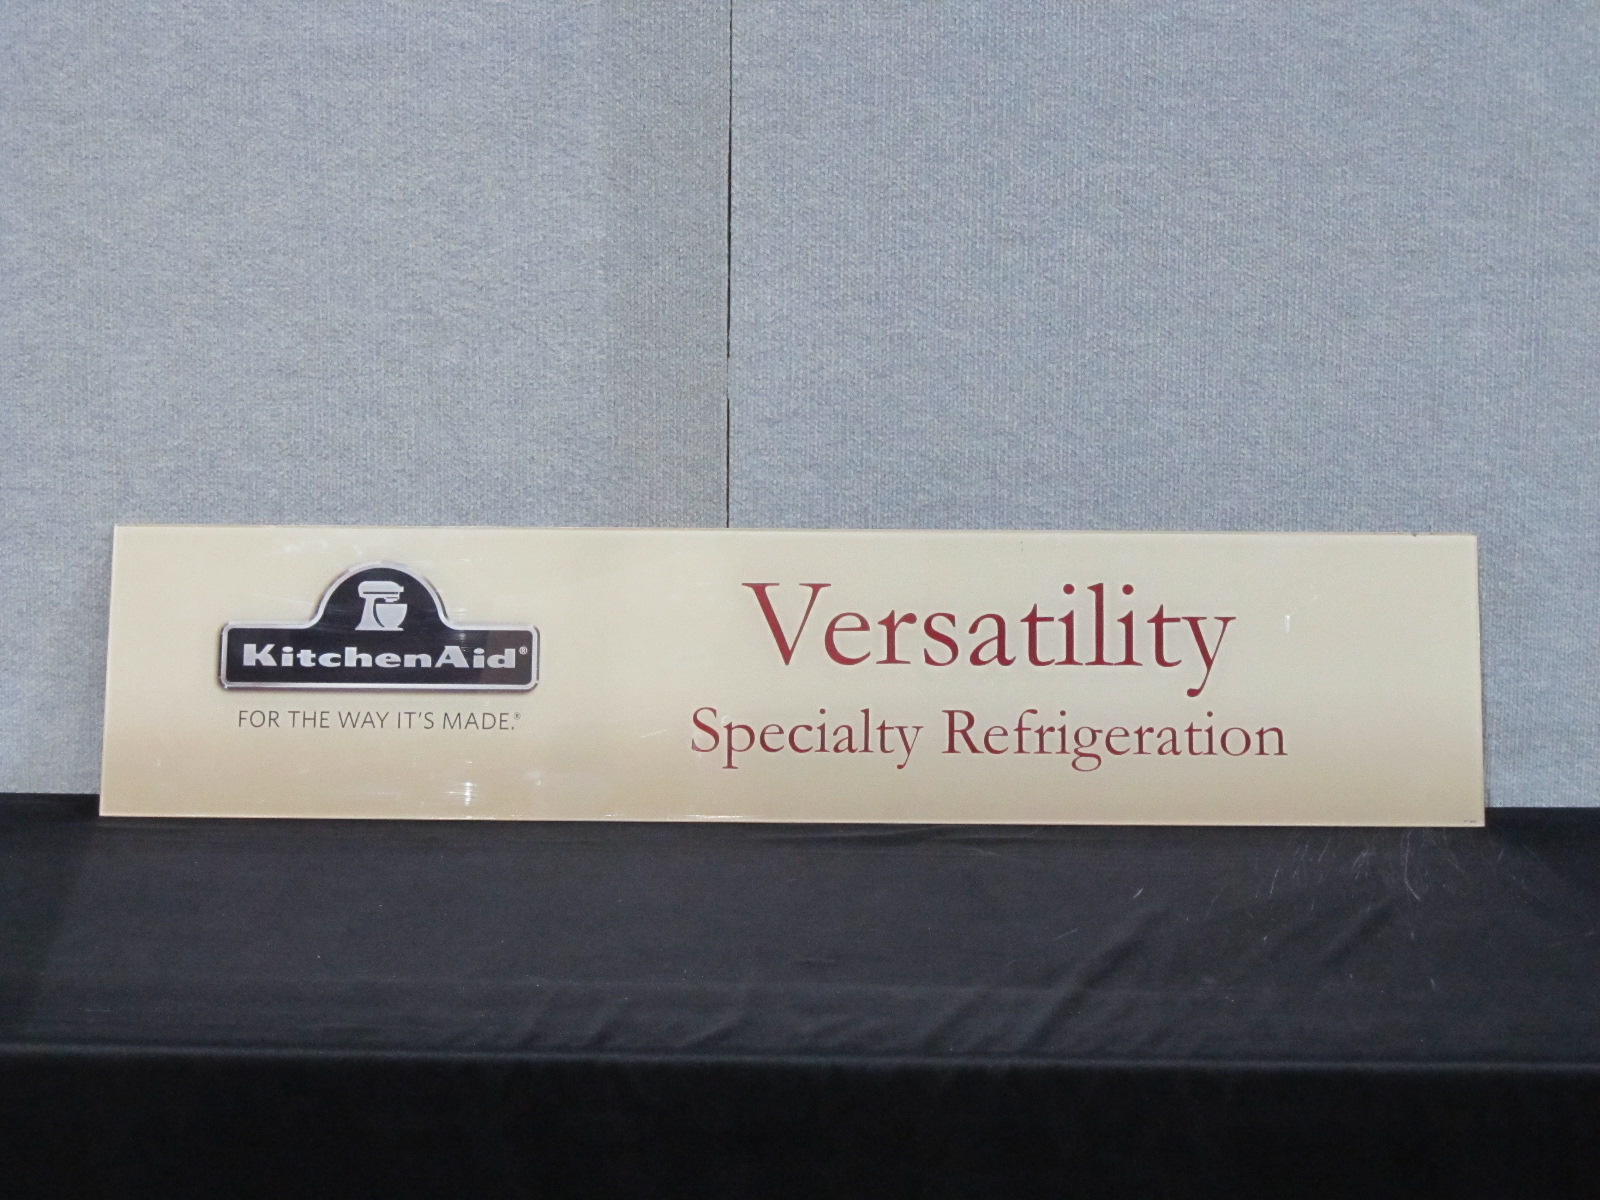 KitchenAid®
FOR THE WAY IT'S MADE.®
Versatility
Specialty Refrigeration